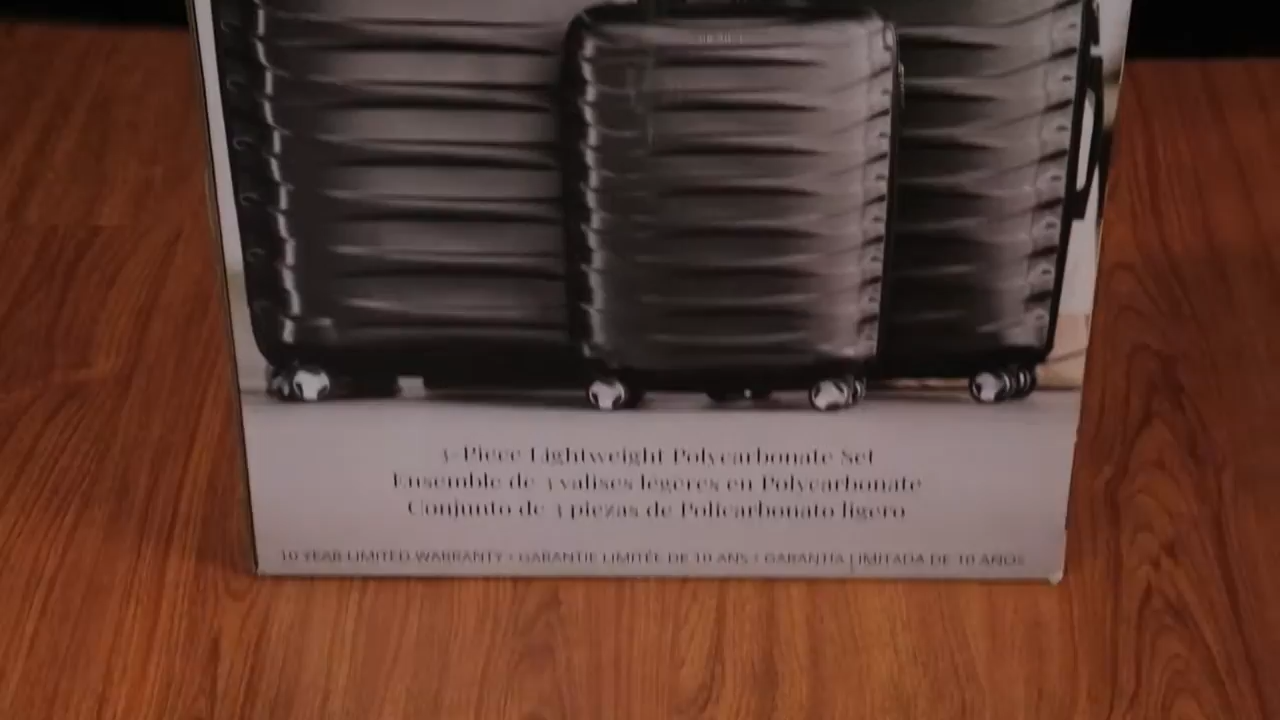 3-Piece Lightweight Polycarbonate Set
Ensemble de 3 valises légères en Polycarbonate
Conjunto de 3 piezas de Policarbonato ligero
10 YEAR LIMITED WARRANTY • GARANTIE LIMITÉE DE 10 ANS • GARANTÍA LIMITADA DE 10 AÑOS